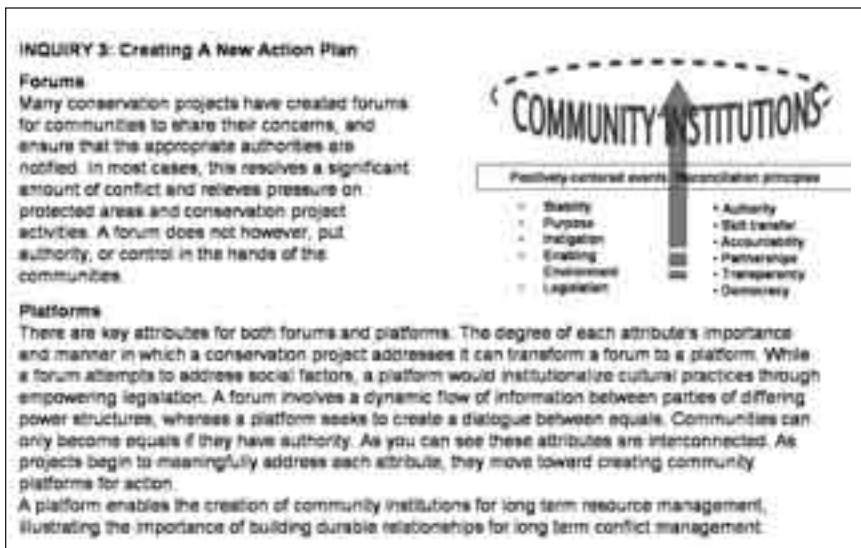 INQUIRY 3: Creating A New Action Plan
Forums
Many conservation projects have created forums
for communities to share their concerns, and
ensure that the appropriate authorities are
notified. In most cases, this resolves a significant
amount of conflict and relieves pressure on
protected areas and conservation project
activities. A forum does not however, put
authority, or control in the hands of the
communities.
COMMUNITY INSTITUTIONS
Positively-centered events Reconciliation principles
Stability
Purpose
Instigation
Enabling
Environment
Legislation
• Authority
• Skill transfer
• Accountability
• Partnerships
• Transparency
• Democracy
Platforms
There are key attributes for both forums and platforms. The degree of each attribute's importance
and manner in which a conservation project addresses it can transform a forum to a platform. While
a forum attempts to address social factors, a platform would institutionalize cultural practices through
empowering legislation. A forum involves a dynamic flow of information between parties of differing
power structures, whereas a platform seeks to create a dialogue between equals. Communities can
only become equals if they have authority. As you can see these attributes are interconnected. As
projects begin to meaningfully address each attribute, they move toward creating community
platforms for action.
A platform enables the creation of community institutions for long term resource management,
illustrating the importance of building durable relationships for long term conflict management.